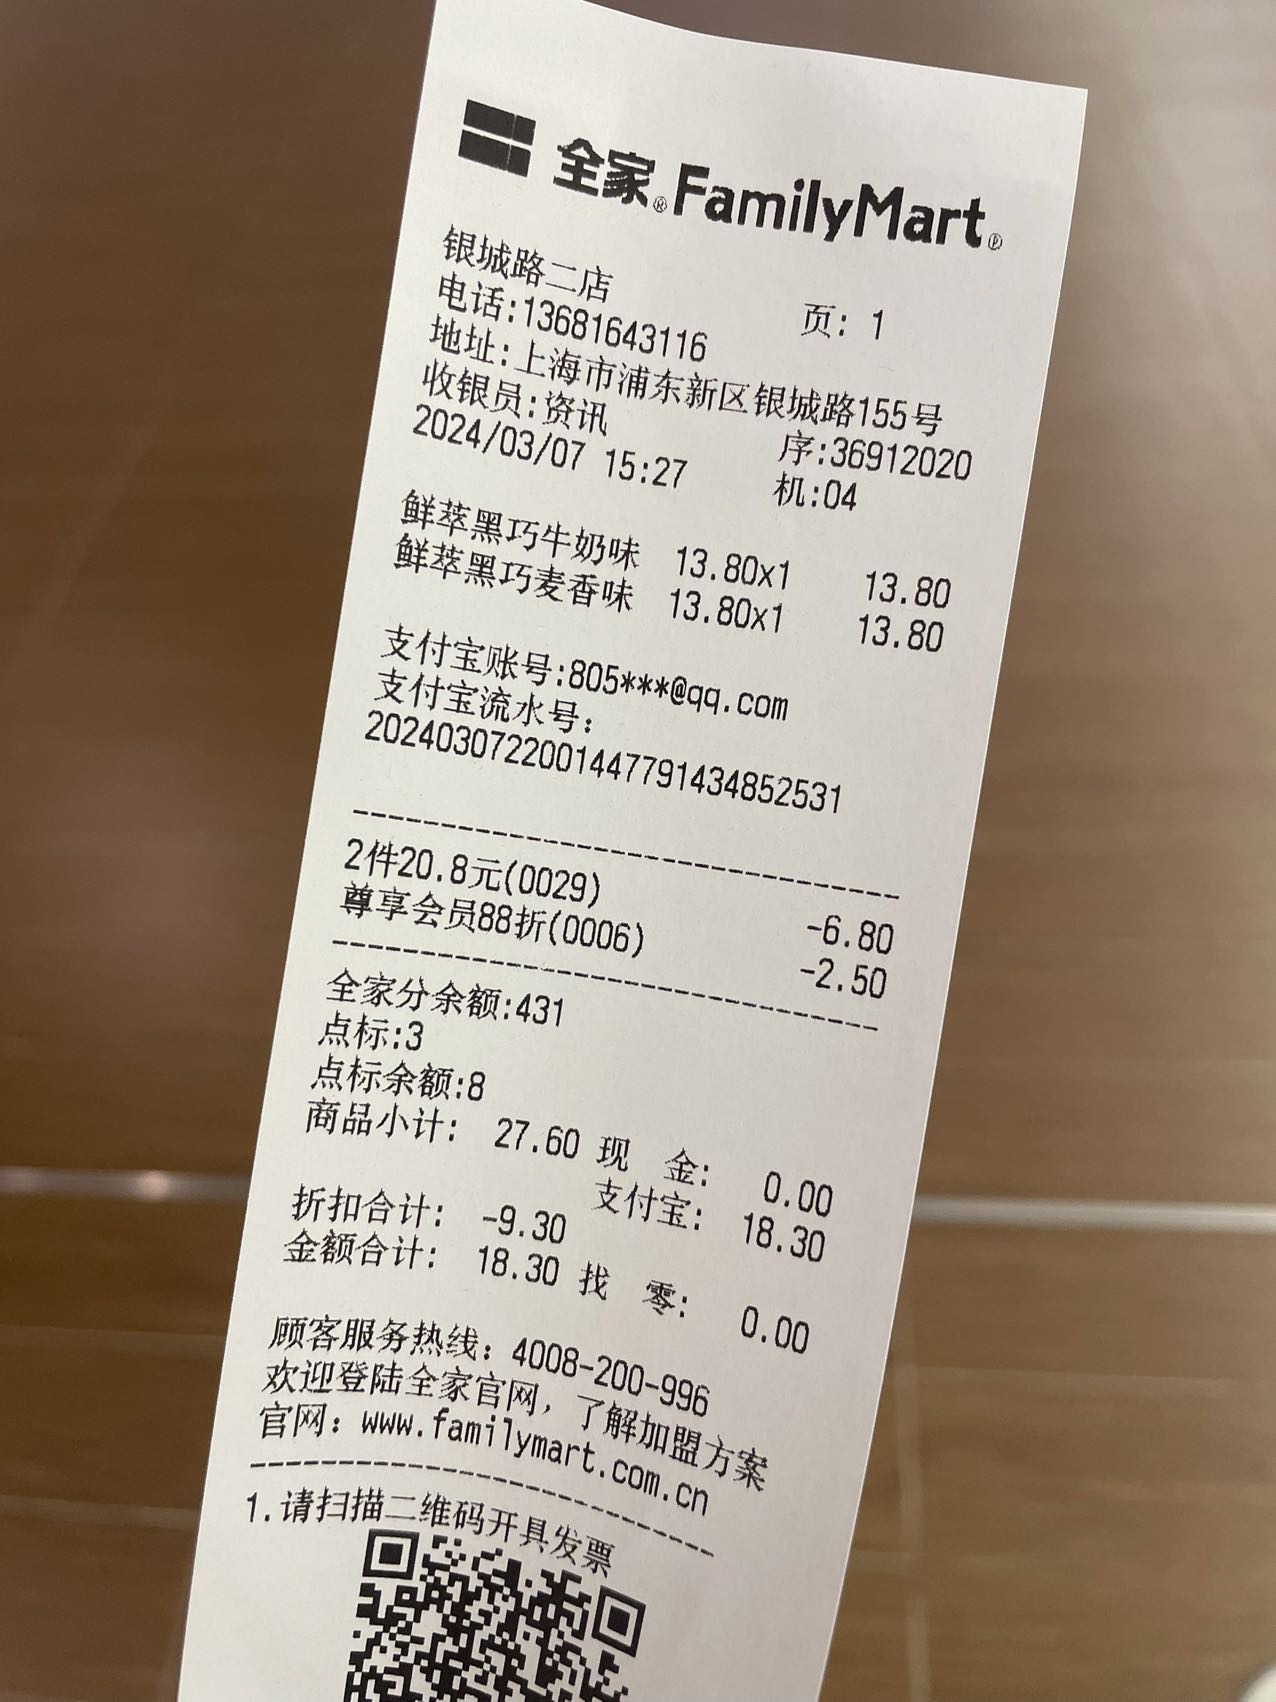 全家® FamilyMart®
银城路二店 页: 1
电话:13681643116
地址:上海市浦东新区银城路155号
收银员:资讯 序:36912020
2024/03/07 15:27 机:04
鲜萃黑巧牛奶味 13.80x1 13.80
鲜萃黑巧麦香味 13.80x1 13.80
支付宝账号:805***@qq.com
支付宝流水号:
2024030722001447791434852531
2件20.8元(0029) -6.80
尊享会员88折(0006) -2.50
全家分余额:431
点标:3
点标余额:8
商品小计: 27.60 现 金: 0.00
支付宝: 18.30
折扣合计: -9.30
金额合计: 18.30 找 零: 0.00
顾客服务热线: 4008-200-996
欢迎登陆全家官网, 了解加盟方案
官网: www.familymart.com.cn
1.请扫描二维码开具发票